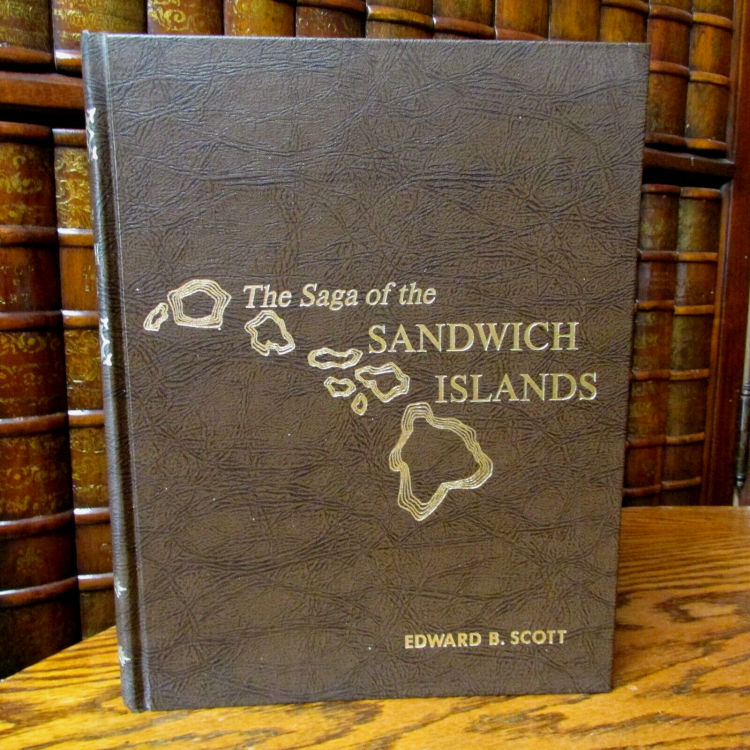 The Saga of the
SANDWICH
ISLANDS
EDWARD B. SCOTT